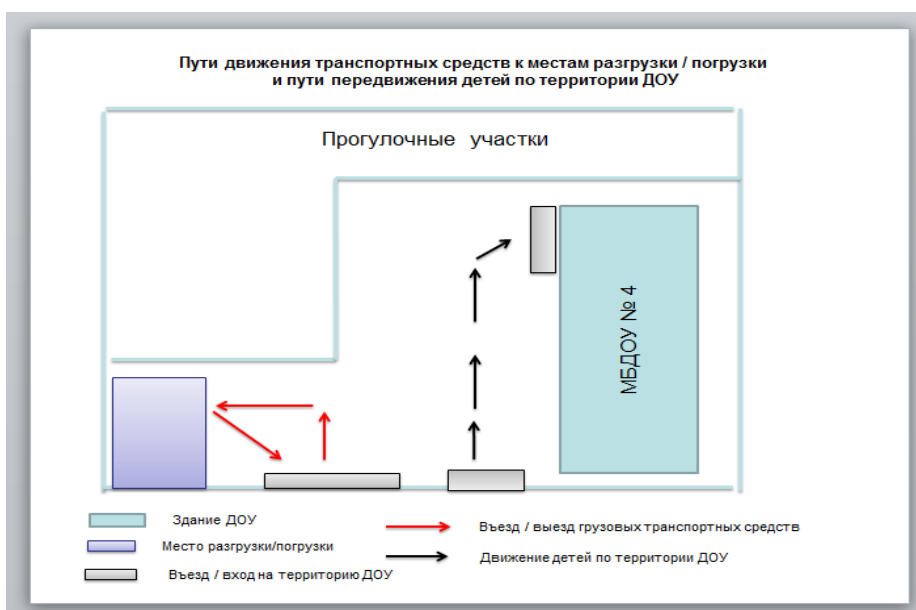 Пути движения транспортных средств к местам разгрузки / погрузки
и пути передвижения детей по территории ДОУ
Прогулочные участки
МБДОУ № 4
Здание ДОУ
Место разгрузки/погрузки
Въезд / вход на территорию ДОУ
Въезд / выезд грузовых транспортных средств
Движение детей по территории ДОУ